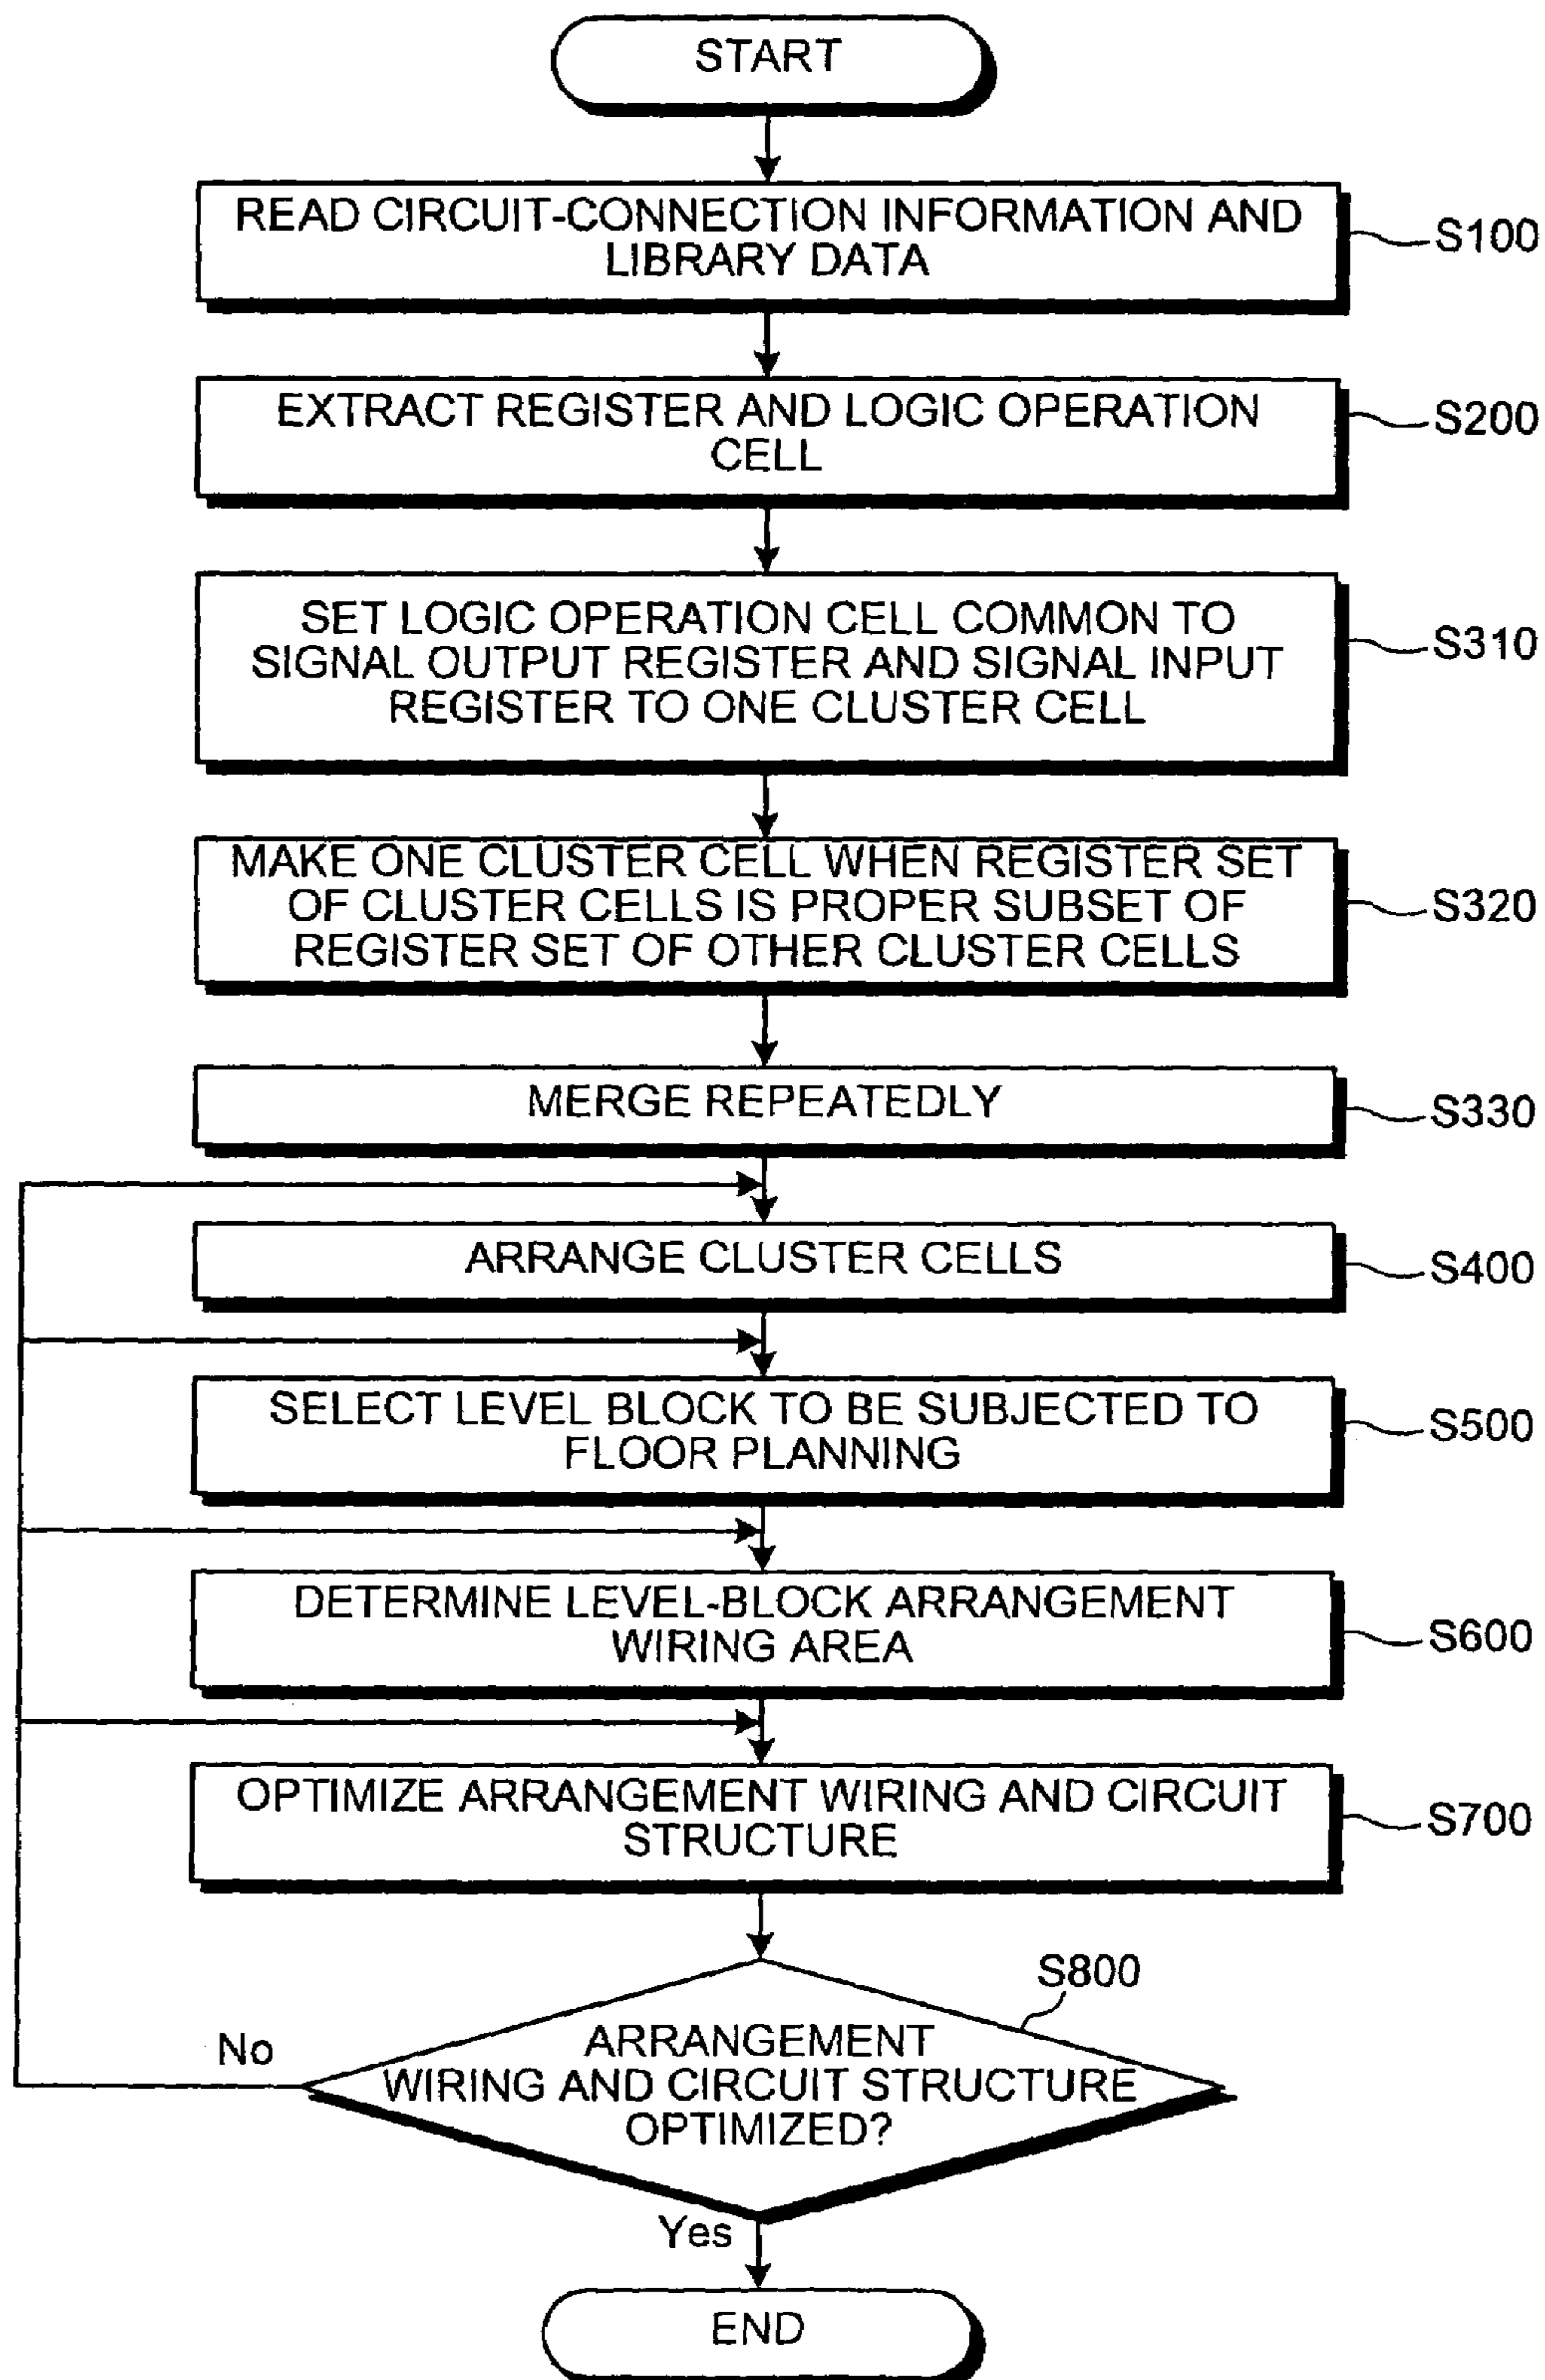 START
READ CIRCUIT-CONNECTION INFORMATION AND
LIBRARY DATA
S100
EXTRACT REGISTER AND LOGIC OPERATION
CELL
S200
SET LOGIC OPERATION CELL COMMON TO
SIGNAL OUTPUT REGISTER AND SIGNAL INPUT
REGISTER TO ONE CLUSTER CELL
S310
MAKE ONE CLUSTER CELL WHEN REGISTER SET
OF CLUSTER CELLS IS PROPER SUBSET OF
REGISTER SET OF OTHER CLUSTER CELLS
S320
MERGE REPEATEDLY
S330
ARRANGE CLUSTER CELLS
S400
SELECT LEVEL BLOCK TO BE SUBJECTED TO
FLOOR PLANNING
S500
DETERMINE LEVEL-BLOCK ARRANGEMENT
WIRING AREA
S600
OPTIMIZE ARRANGEMENT WIRING AND CIRCUIT
STRUCTURE
S700
S800
ARRANGEMENT
WIRING AND CIRCUIT STRUCTURE
OPTIMIZED?
No
Yes
END